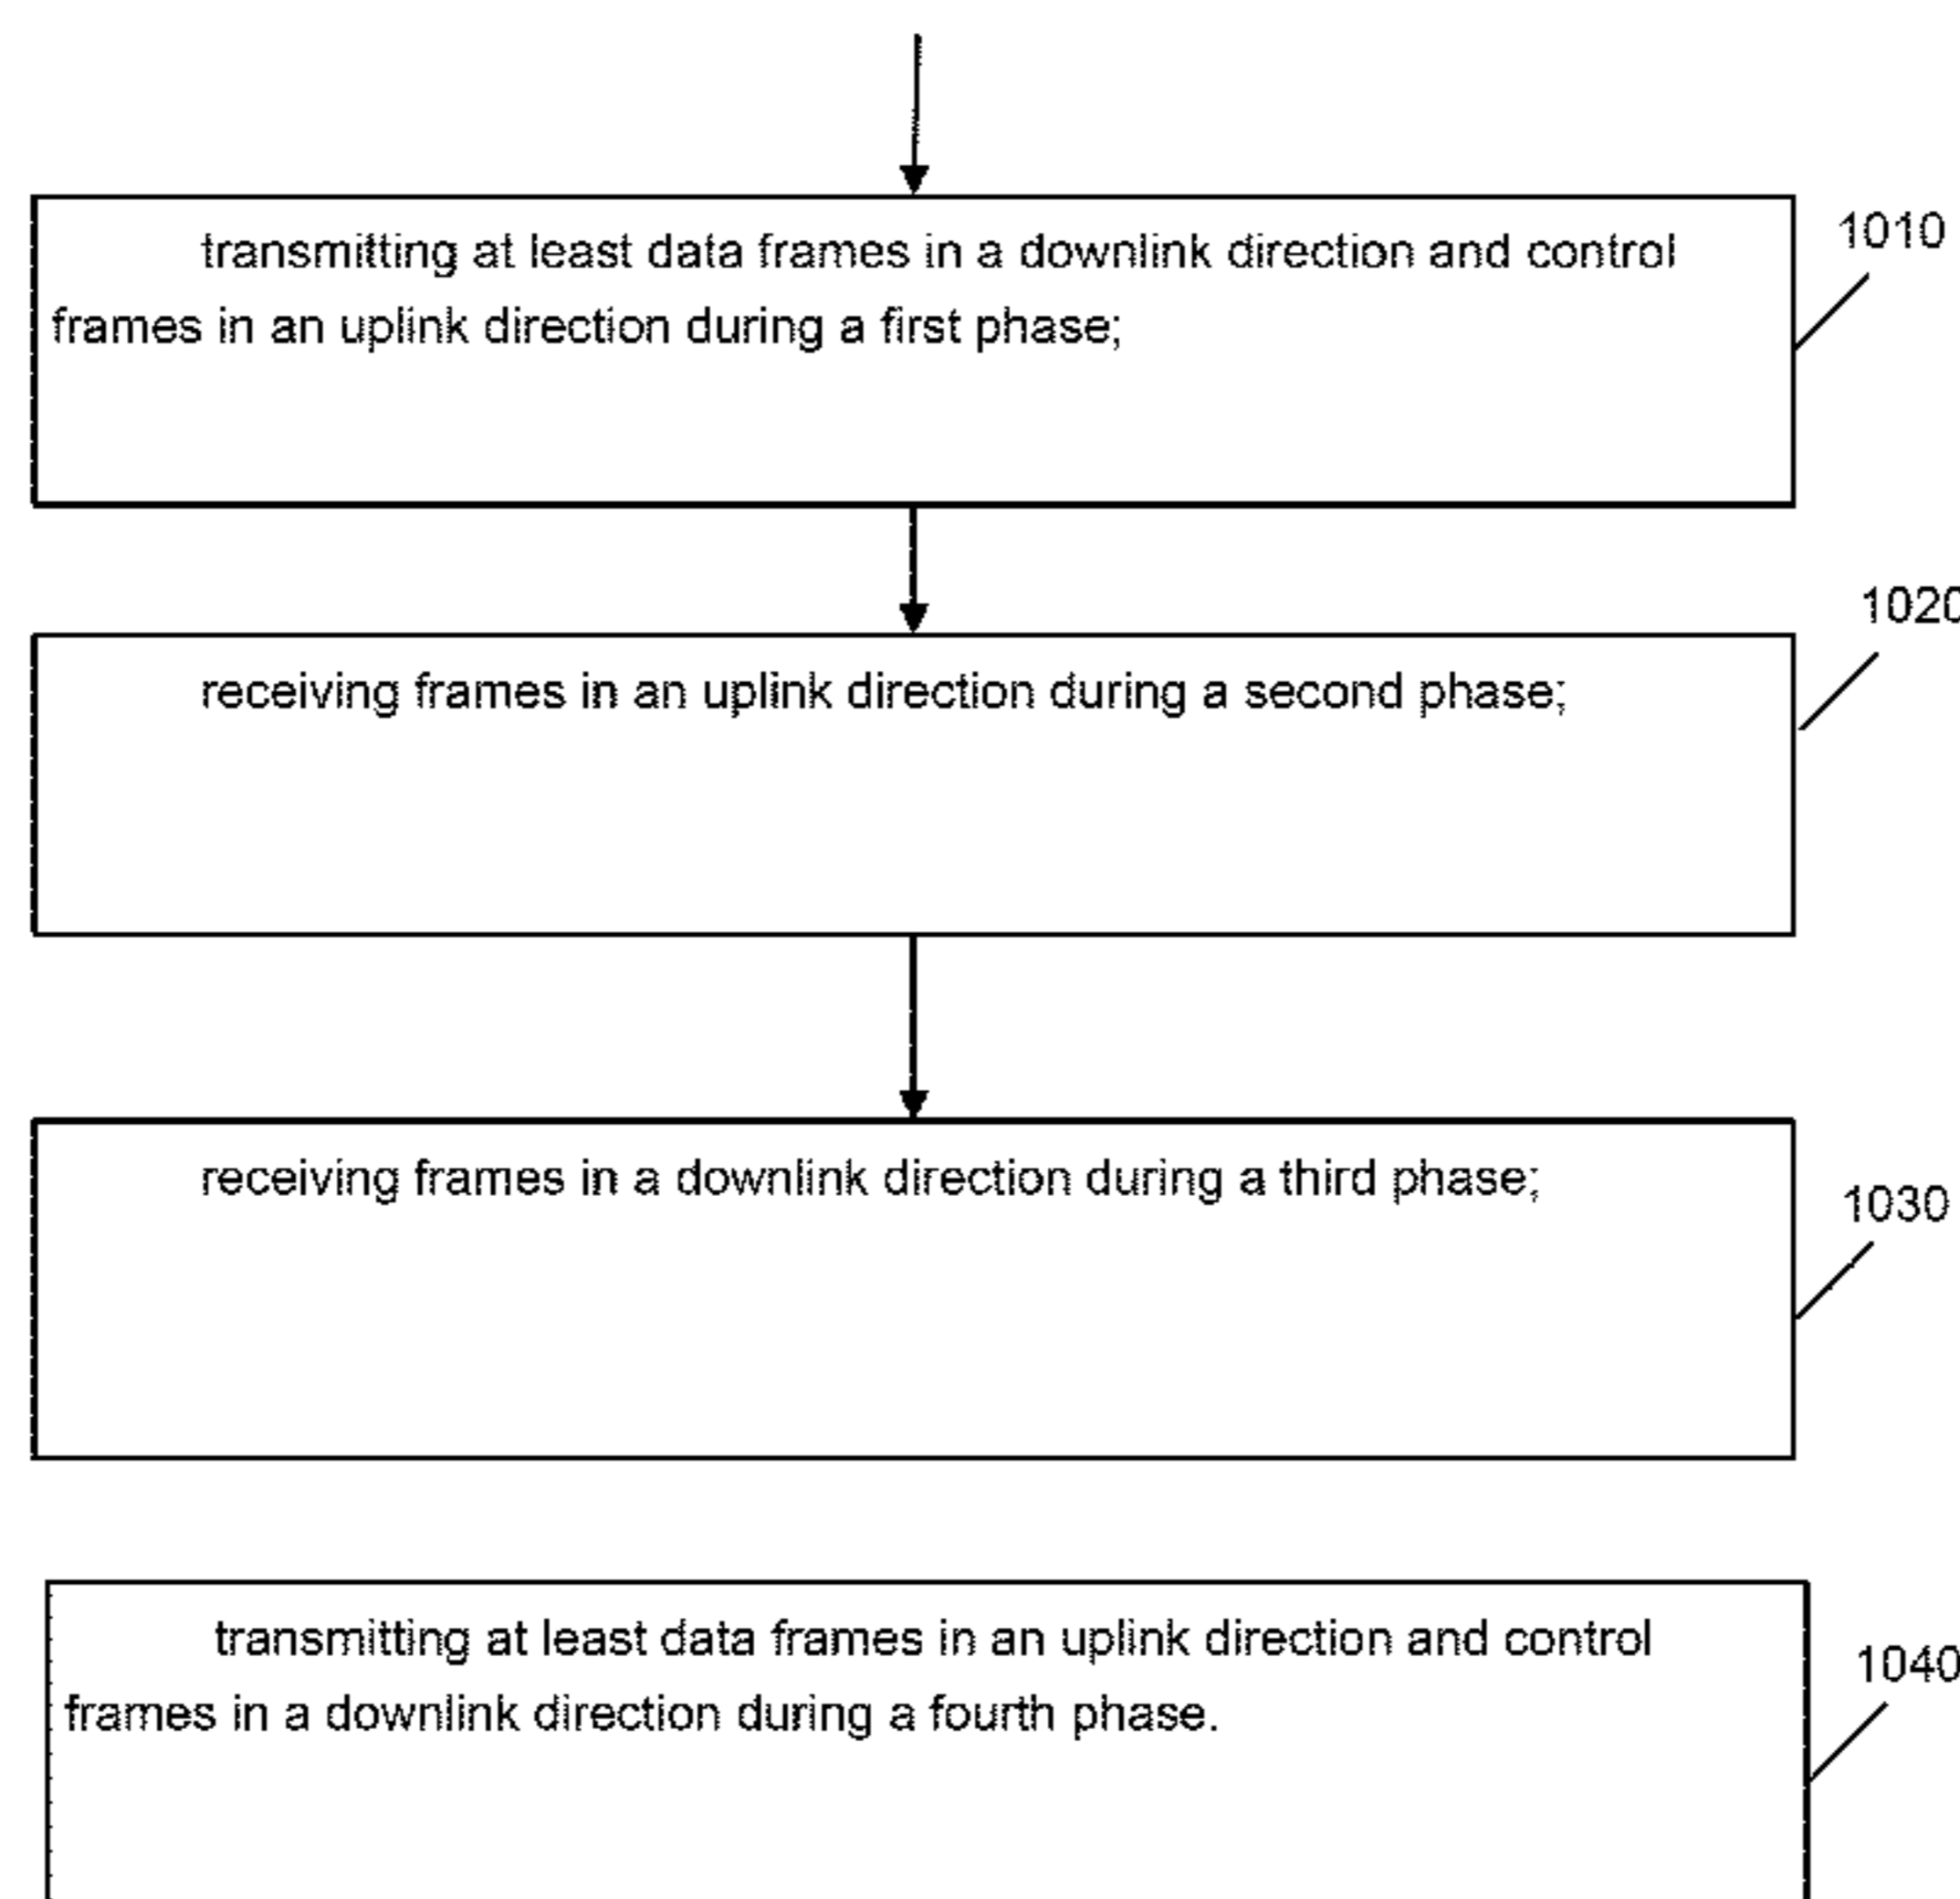 transmitting at least data frames in a downlink direction and control
1010
frames in an uplink direction during a first phase;
1020
receiving frames in an uplink direction during a second phase;
receiving frames in a downlink direction during a third phase;
1030
transmitting at least data frames in an uplink direction and control
1040
frames in a downlink direction during a fourth phase.